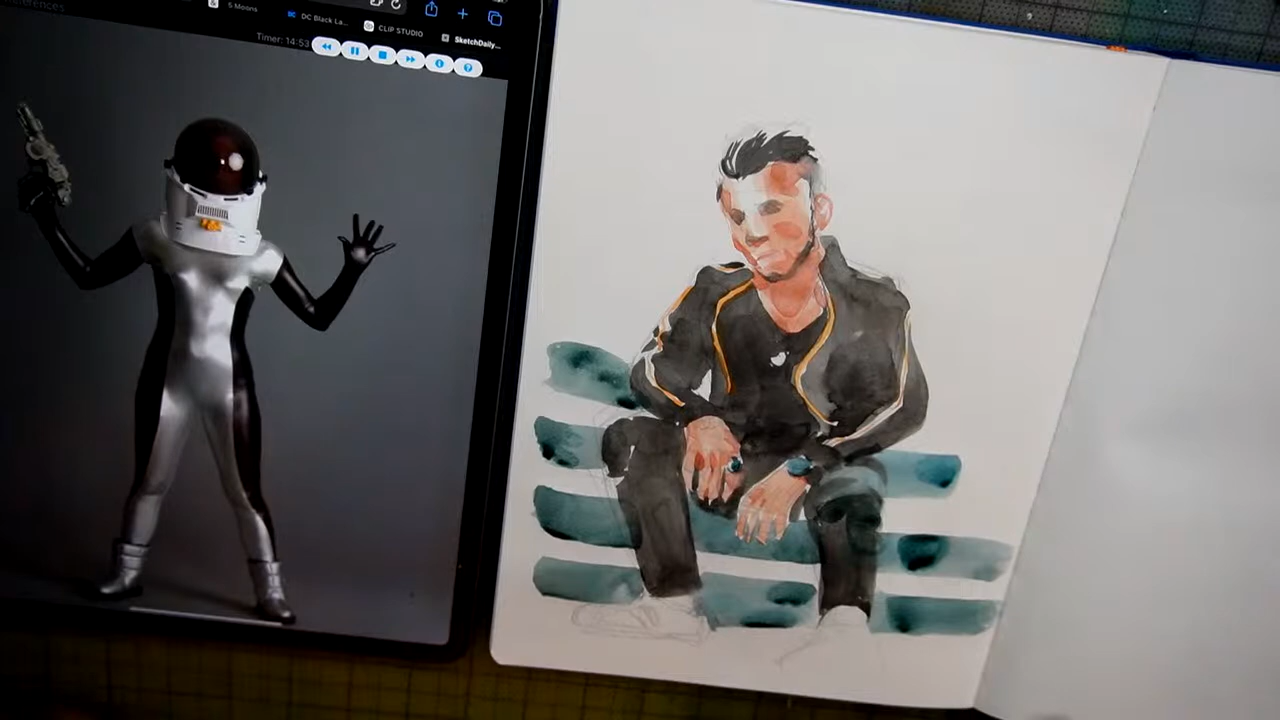 5 Moons
DC Black La...
CLIP STUDIO
SketchDaily...
Timer: 14:53